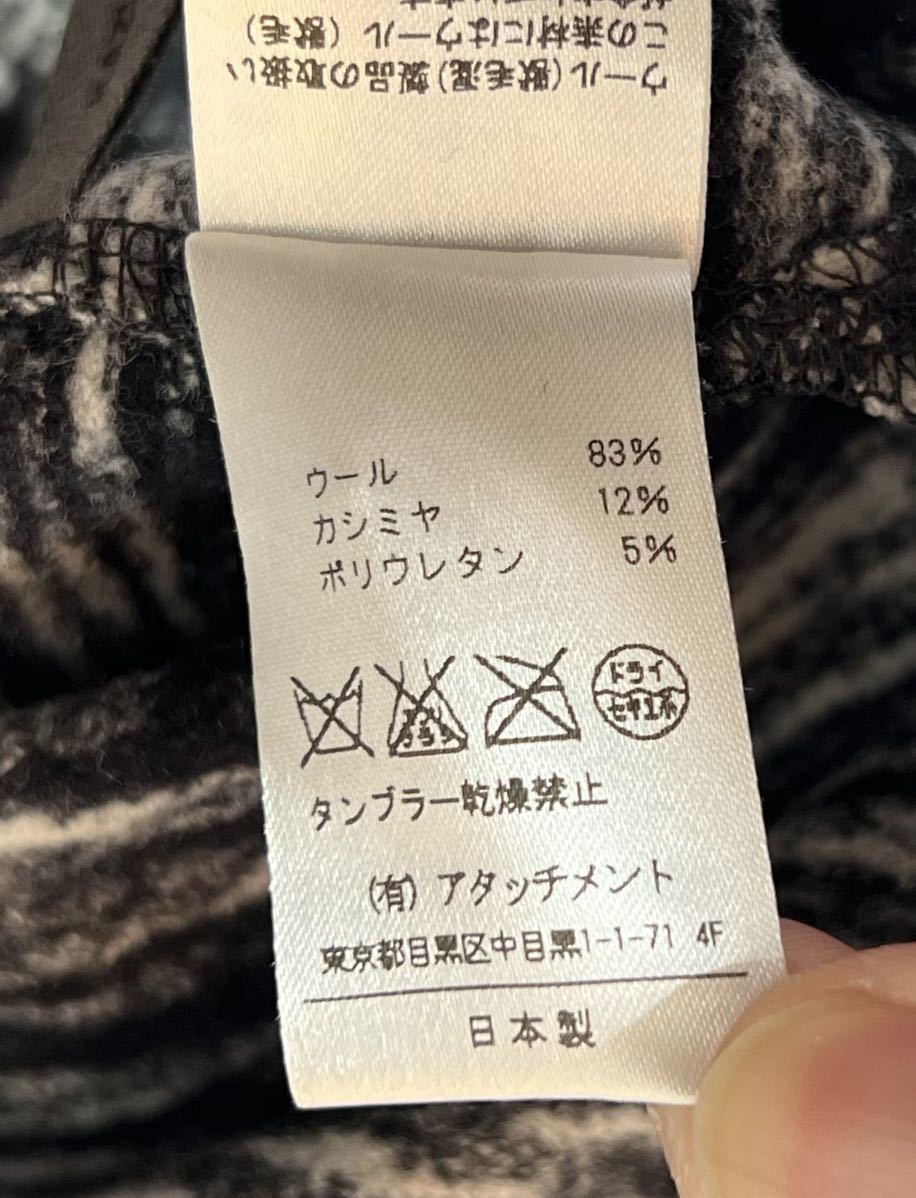 ウール(獣毛混)製品の取扱い
この素材にはウール(獣毛)
ウール 83%
カシミヤ 12%
ポリウレタン 5%
ドライ
セキユ系
タンブラー乾燥禁止
(有) アタッチメント
東京都目黒区中目黒1-1-71 4F
日本製